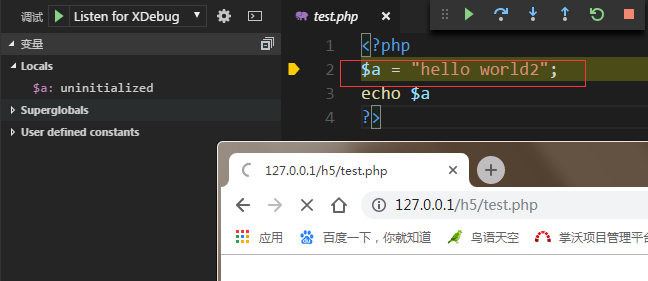 调试 Listen for XDebug
test.php
变量
Locals
$a: uninitialized
Superglobals
User defined constants
1 <?php
2 $a = "hello world2";
3 echo $a
4 ?>
127.0.0.1/h5/test.php
127.0.0.1/h5/test.php
应用 百度一下，你就知道 鸟语天空 掌沃项目管理平台